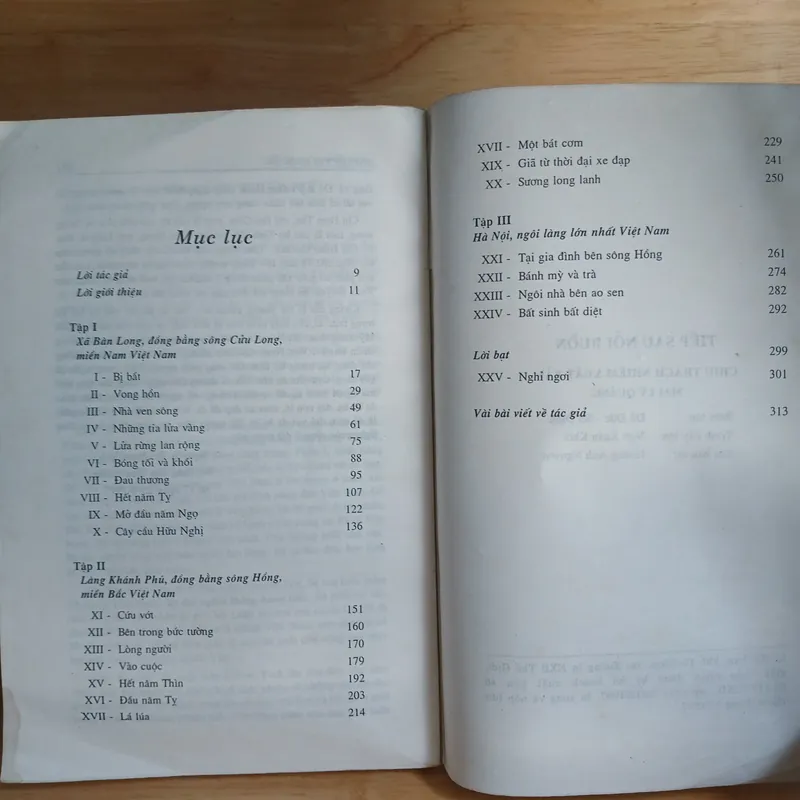 Mục lục
Lời tác giả 9
Lời giới thiệu 11
Tập I
Xã Bàn Long, đồng bằng sông Cửu Long,
miền Nam Việt Nam
I - Bị bắt 17
II - Vong hồn 29
III - Nhà ven sông 49
IV - Những tia lửa vàng 61
V - Lửa rừng lan rộng 75
VI - Bóng tối và khói 88
VII - Đau thương 95
VIII - Hết năm Tỵ 107
IX - Mở đầu năm Ngọ 122
X - Cây cầu Hữu Nghị 136
Tập II
Làng Khánh Phú, đồng bằng sông Hồng,
miền Bắc Việt Nam
XI - Cứu vớt 151
XII - Bên trong bức tường 160
XIII - Lòng người 170
XIV - Vào cuộc 179
XV - Hết năm Thìn 192
XVI - Đầu năm Tỵ 203
XVII - Lá lúa 214
XVII - Một bát cơm 229
XIX - Giã từ thời đại xe đạp 241
XX - Sương long lanh 250
Tập III
Hà Nội, ngôi làng lớn nhất Việt Nam
XXI - Tại gia đình bên sông Hồng 261
XXII - Bánh mỳ và trà 274
XXIII - Ngôi nhà bên ao sen 282
XXIV - Bất sinh bất diệt 292
Lời bạt 299
XXV - Nghỉ ngơi 301
Vài bài viết về tác giả 313